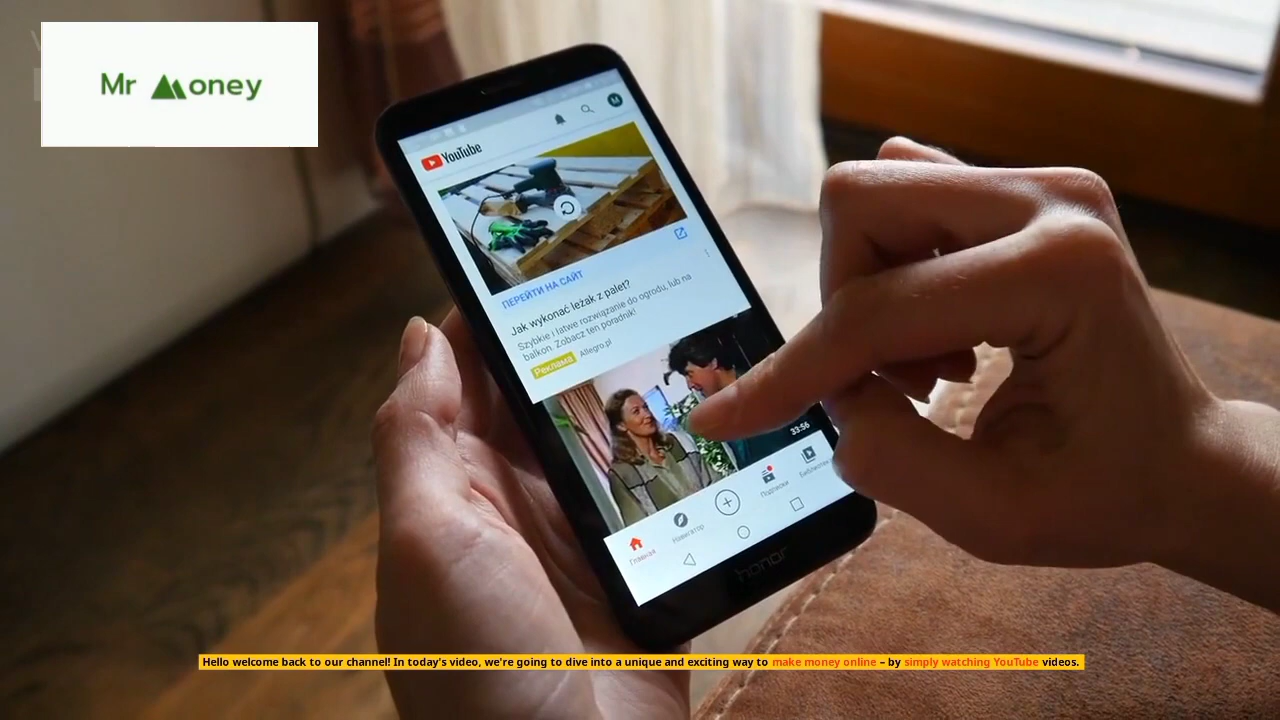 Mr Money
YouTube
ПЕРЕЙТИ НА САЙТ
Jak wykonać leżak z palet?
Szybkie i łatwe rozwiązanie do ogrodu, lub na
balkon. Zobacz ten poradnik!
Реклама Allegro.pl
33:56
Главная
Навигатор
Подписки
honor
Hello welcome back to our channel! In today's video, we're going to dive into a unique and exciting way to make money online – by simply watching YouTube videos.